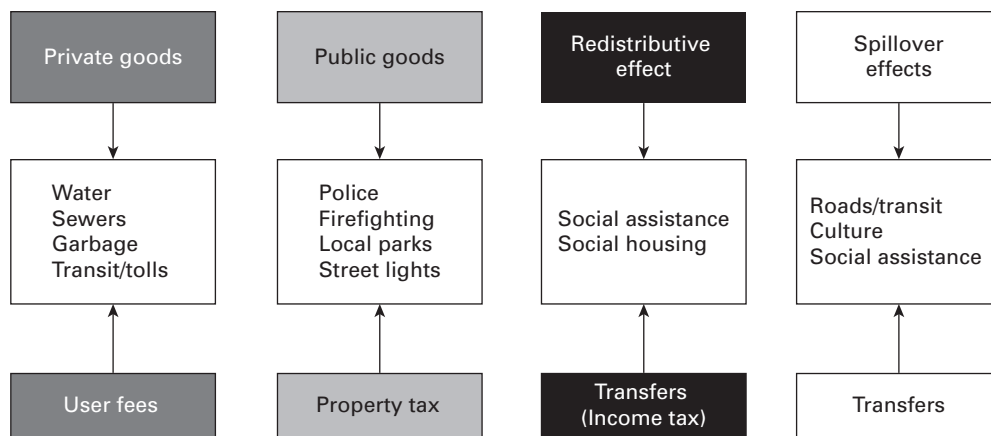 Private goods
Public goods
Redistributive
effect
Spillover
effects
Water
Sewers
Garbage
Transit/tolls
Police
Firefighting
Local parks
Street lights
Social assistance
Social housing
Roads/transit
Culture
Social assistance
User fees
Property tax
Transfers
(Income tax)
Transfers